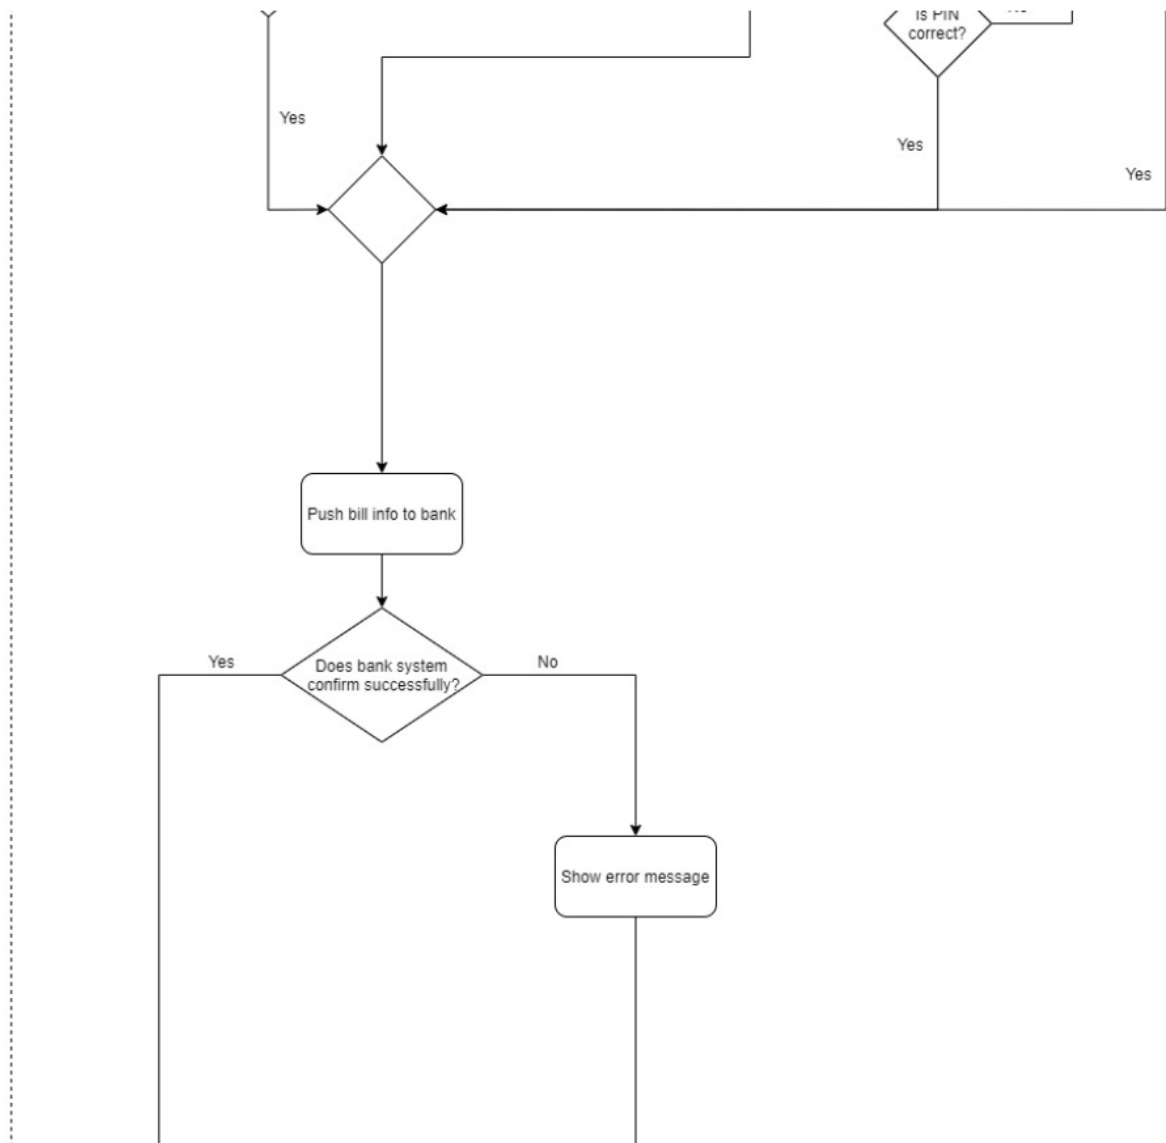 Is PIN
correct?
Yes
Yes
Yes
Push bill info to bank
Yes
No
Does bank system
confirm successfully?
Show error message